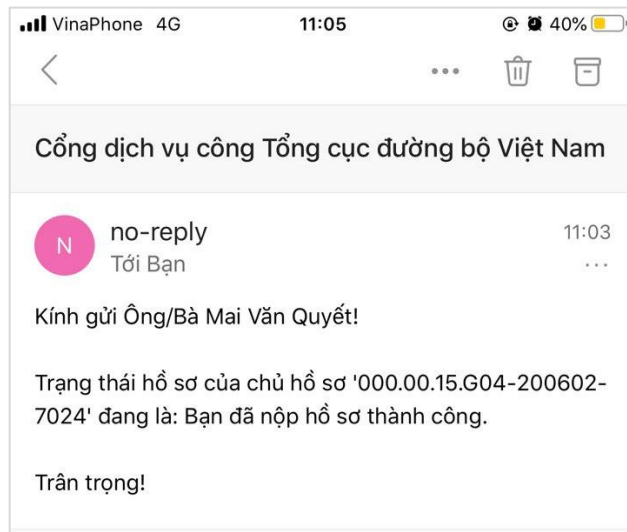 VinaPhone 4G 11:05 40%
Cổng dịch vụ công Tổng cục đường bộ Việt Nam
N no-reply 11:03
Tới Bạn
Kính gửi Ông/Bà Mai Văn Quyết!
Trạng thái hồ sơ của chủ hồ sơ '000.00.15.G04-200602-
7024' đang là: Bạn đã nộp hồ sơ thành công.
Trân trọng!